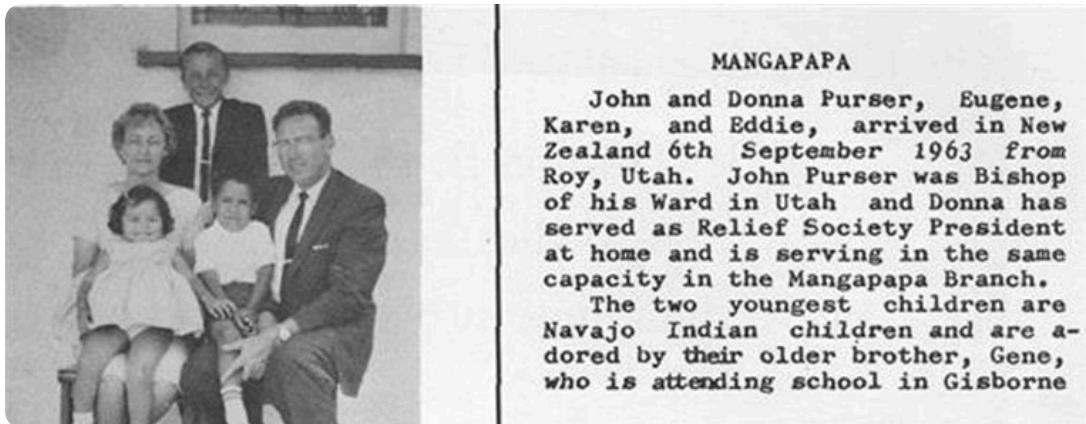 MANGAPAPA
John and Donna Purser, Eugene,
Karen, and Eddie, arrived in New
Zealand 6th September 1963 from
Roy, Utah. John Purser was Bishop
of his Ward in Utah and Donna has
served as Relief Society President
at home and is serving in the same
capacity in the Mangapapa Branch.
The two youngest children are
Navajo Indian children and are a-
dored by their older brother, Gene,
who is attending school in Gisborne